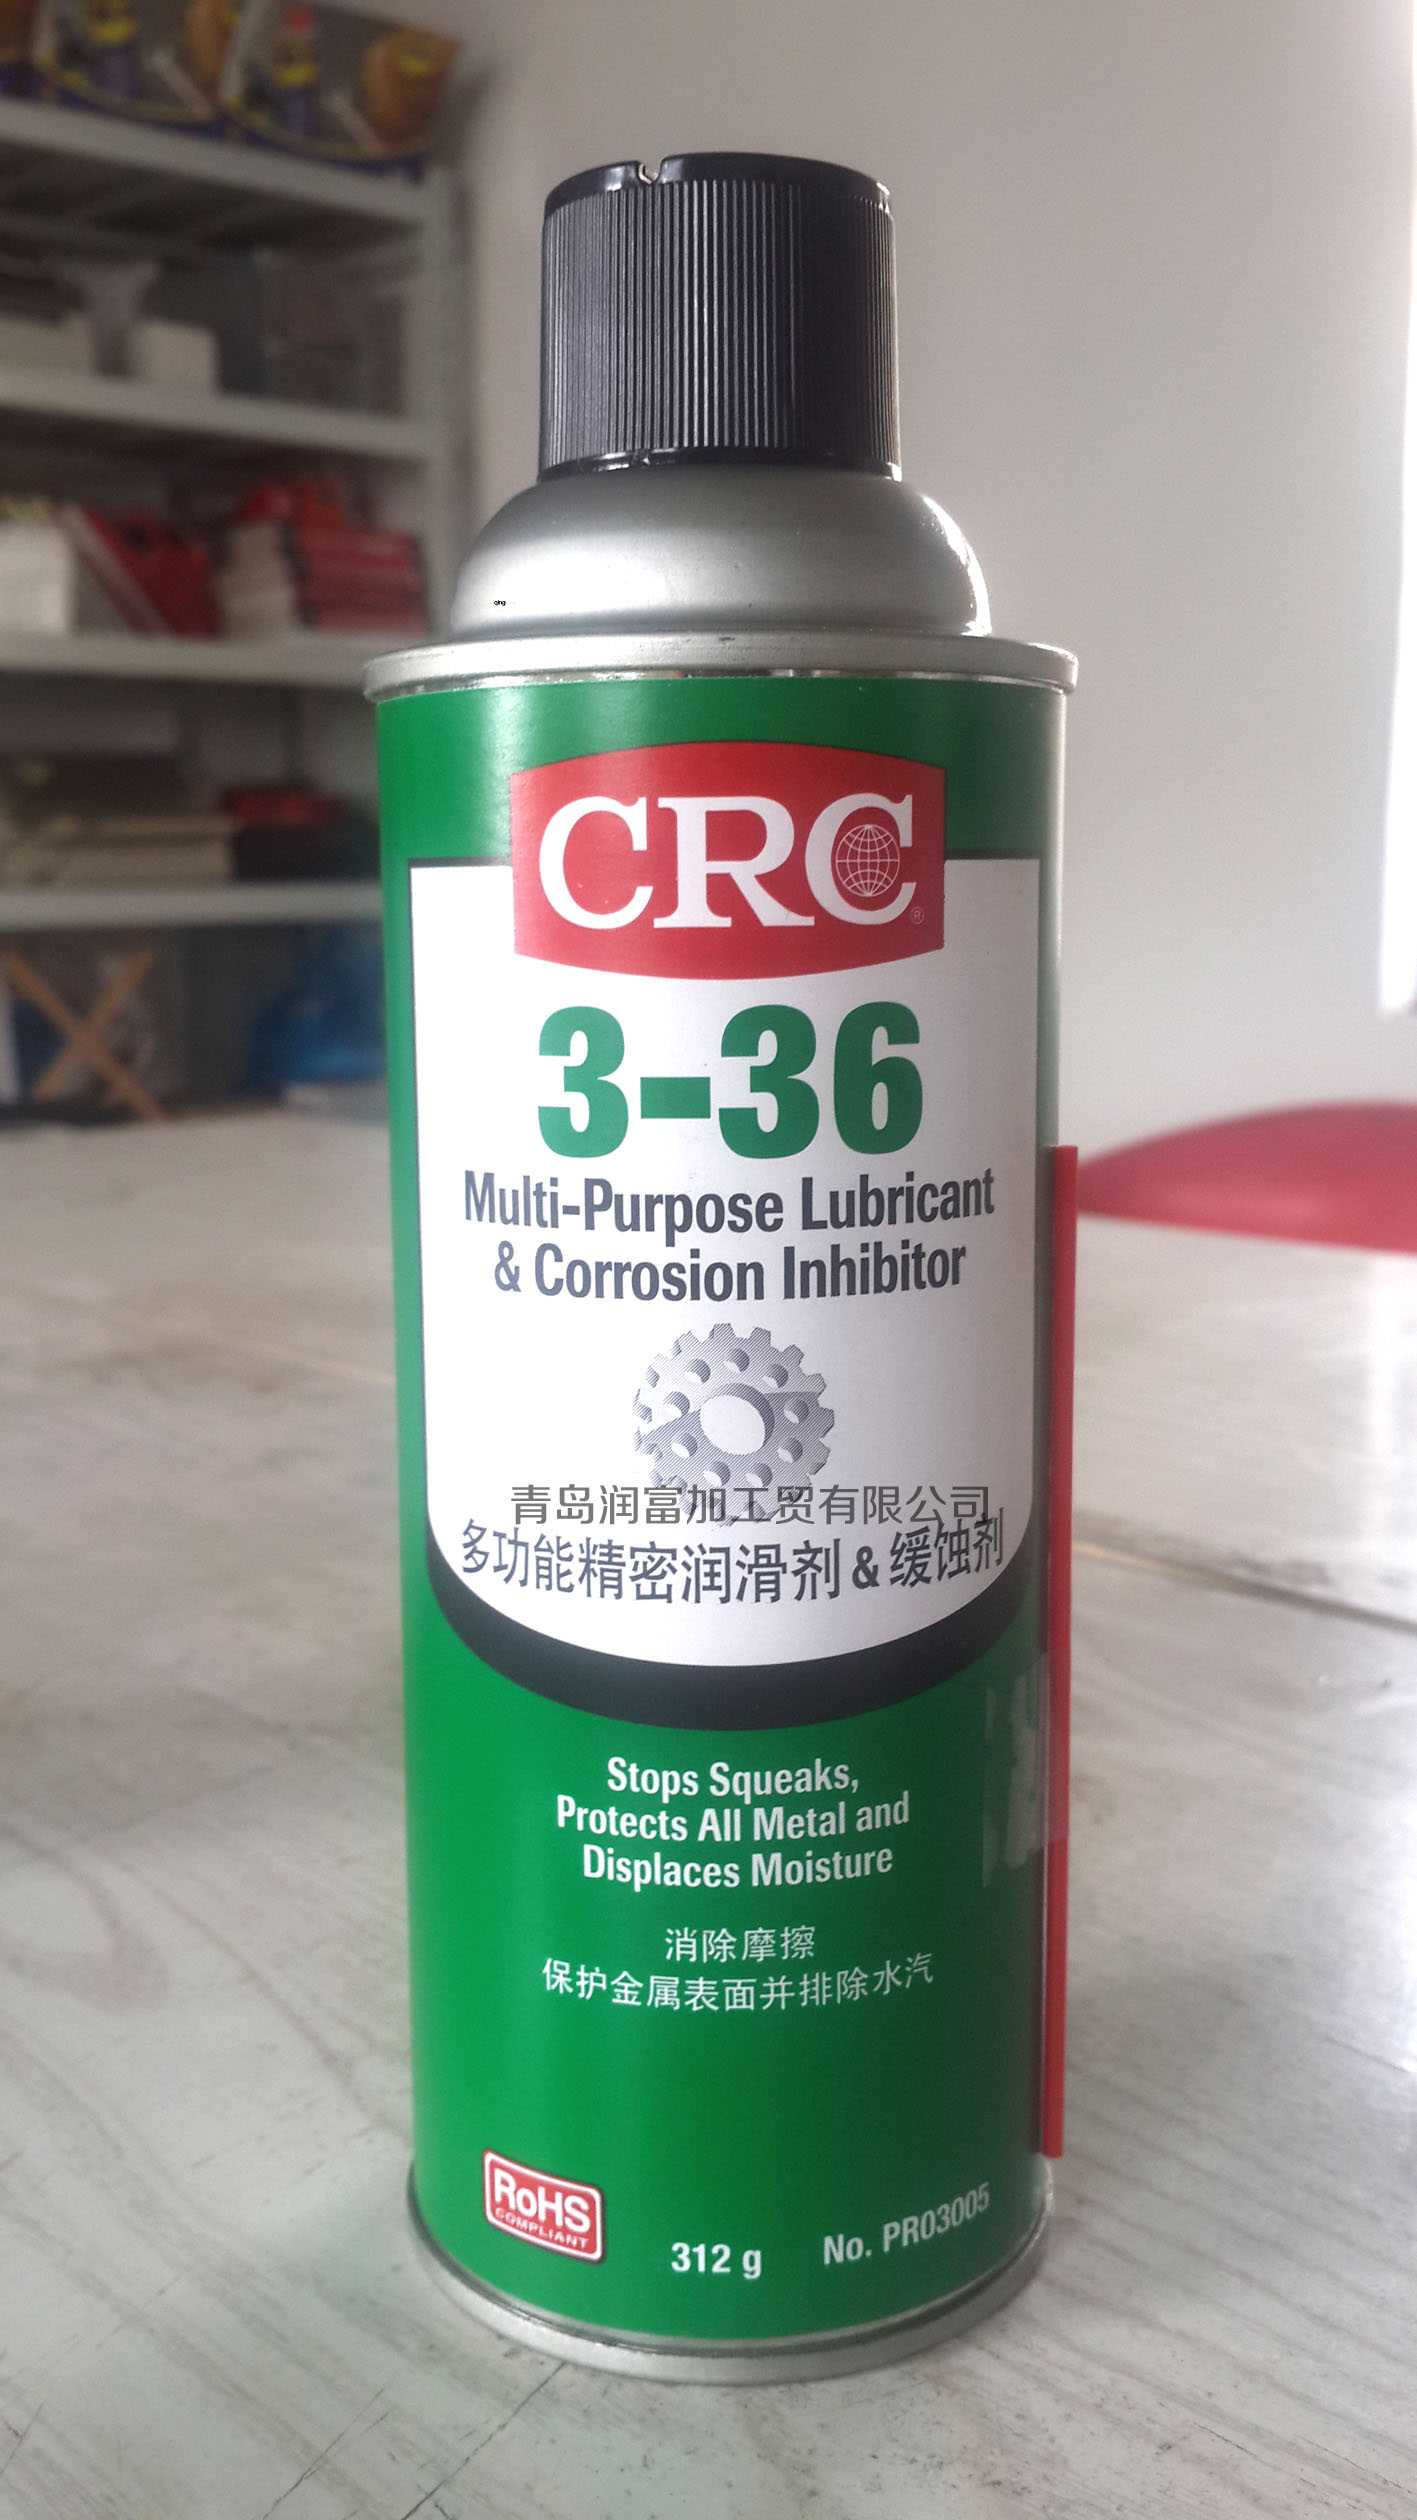 qing
CRC
3-36
Multi-Purpose Lubricant
& Corrosion Inhibitor
青岛润富加工贸有限公司
多功能精密润滑剂 & 缓蚀剂
Stops Squeaks,
Protects All Metal and
Displaces Moisture
消除摩擦
保护金属表面并排除水汽
RoHS
COMPLIANT
312 g
No. PR03005